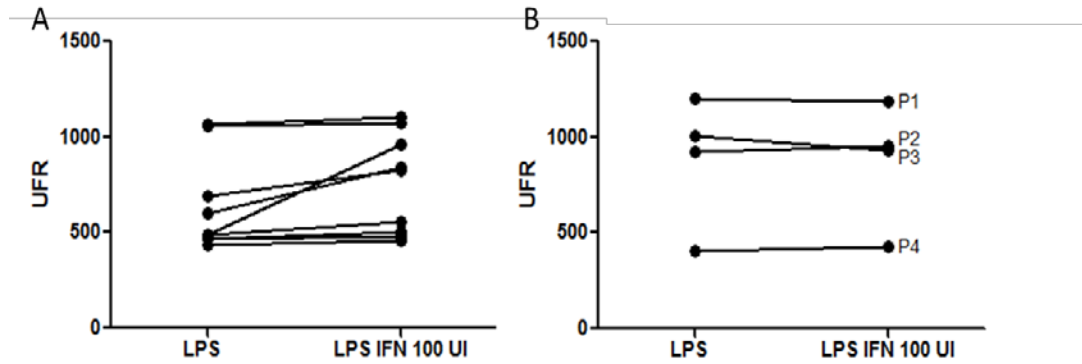 A
UFR
1500
1000
500
0
LPS
LPS IFN 100 UI
B
UFR
1500
1000
500
0
P1
P2
P3
P4
LPS
LPS IFN 100 UI